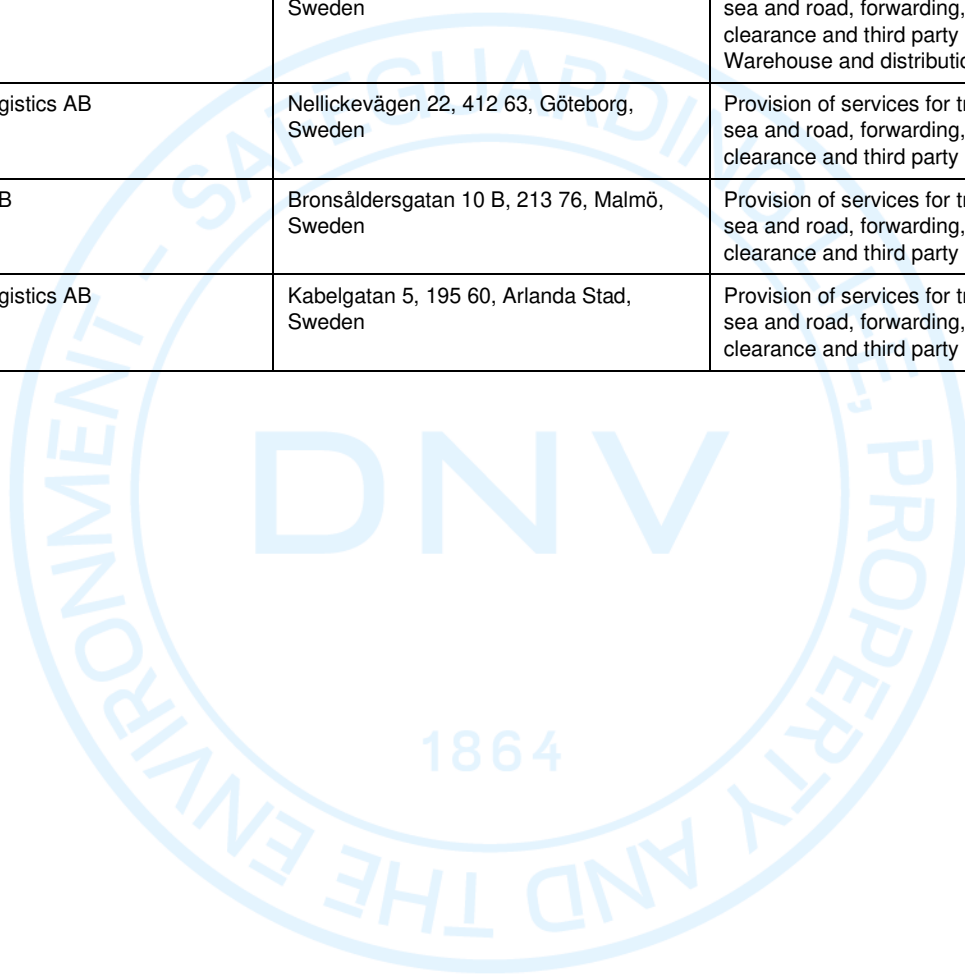 Sweden
sea and road, forwarding,
clearance and third party
Warehouse and distributio
gistics AB
Nellickevägen 22, 412 63, Göteborg,
Sweden
Provision of services for tr
sea and road, forwarding,
clearance and third party
B
Bronsåldersgatan 10 B, 213 76, Malmö,
Sweden
Provision of services for tr
sea and road, forwarding,
clearance and third party
gistics AB
Kabelgatan 5, 195 60, Arlanda Stad,
Sweden
Provision of services for tr
sea and road, forwarding,
clearance and third party
SAFEGUARDING LIFE, PROPERTY AND THE ENVIRONMENT –
DNV
1864